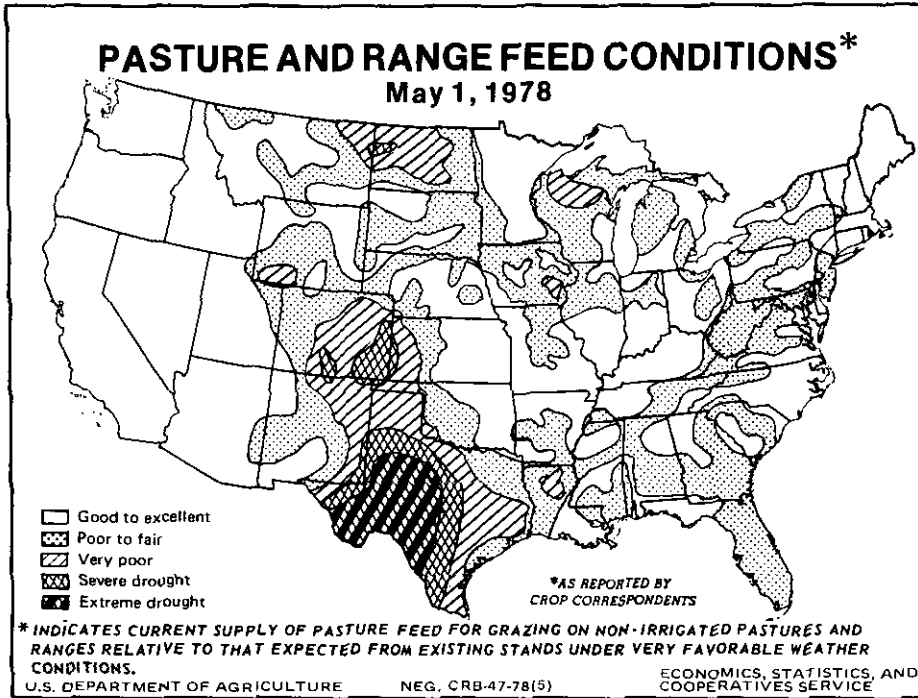 PASTURE AND RANGE FEED CONDITIONS*
May 1, 1978
Good to excellent
Poor to fair
Very poor
Severe drought
Extreme drought
*AS REPORTED BY
CROP CORRESPONDENTS
* INDICATES CURRENT SUPPLY OF PASTURE FEED FOR GRAZING ON NON-IRRIGATED PASTURES AND
RANGES RELATIVE TO THAT EXPECTED FROM EXISTING STANDS UNDER VERY FAVORABLE WEATHER
CONDITIONS.
U.S. DEPARTMENT OF AGRICULTURE NEG. CRB-47-78(5) ECONOMICS, STATISTICS, AND
COOPERATIVES SERVICE